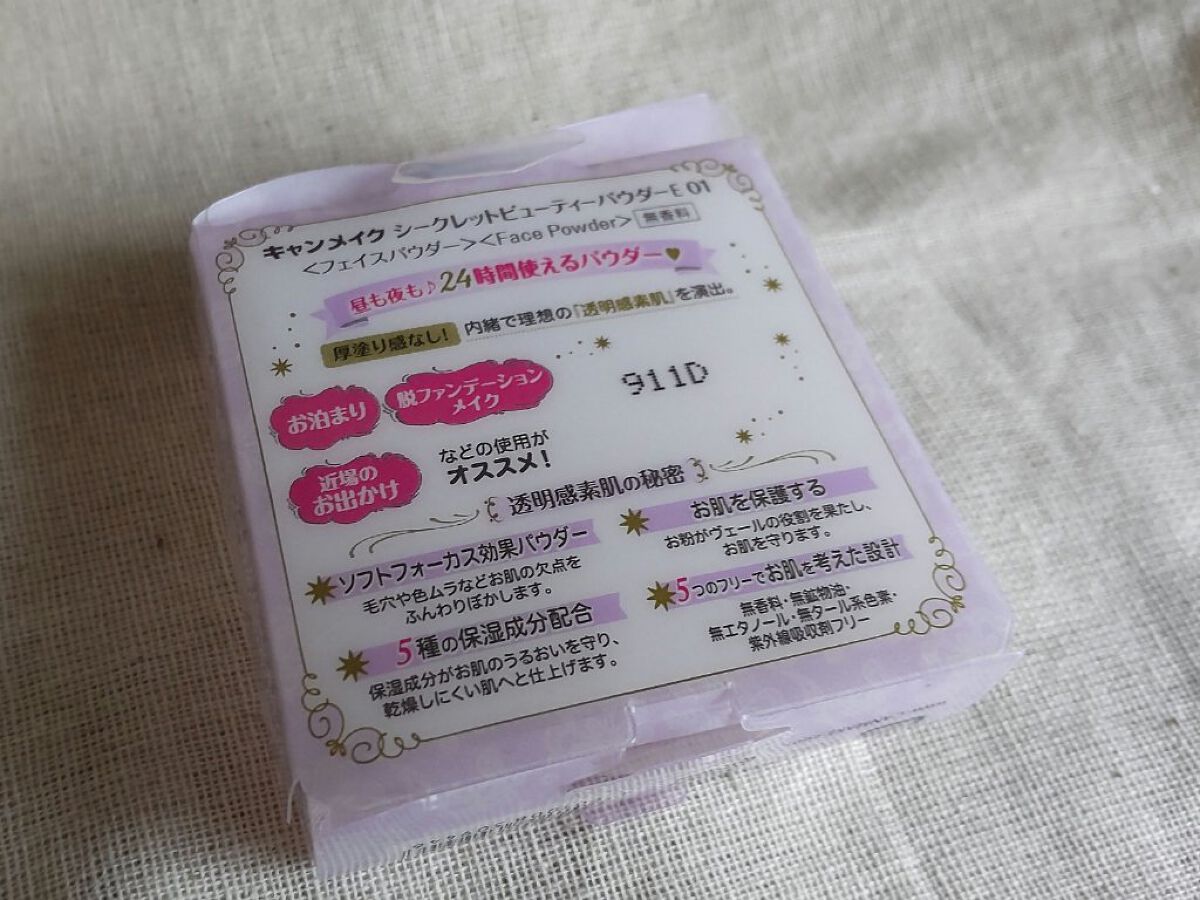 キャンメイク シークレットビューティーパウダーE 01
<フェイスパウダー><Face Powder> 無香料
昼も夜も♪24時間使えるパウダー♥
厚塗り感なし! 内緒で理想の「透明感素肌」を演出。
お泊まり
脱ファンデーション
メイク
911D
近場の
お出かけ
などの使用が
オススメ!
透明感素肌の秘密
ソフトフォーカス効果パウダー
毛穴や色ムラなどお肌の欠点を
ふんわりぼかします。
5種の保湿成分配合
保湿成分がお肌のうるおいを守り、
乾燥しにくい肌へと仕上げます。
お肌を保護する
お粉がヴェールの役割を果たし、
お肌を守ります。
5つのフリーでお肌を考えた設計
無香料・無鉱物油・
無エタノール・無タール系色素・
紫外線吸収剤フリー